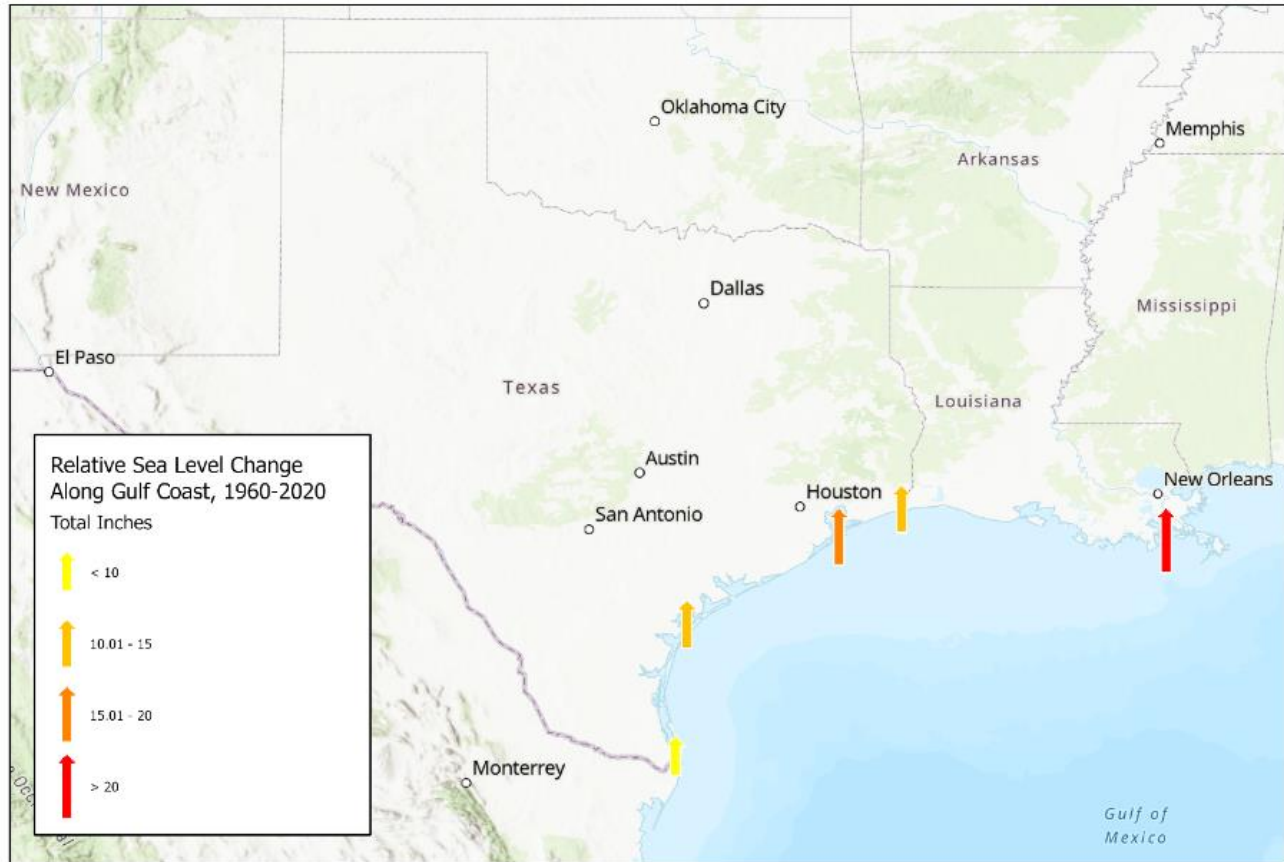 Oklahoma City
Memphis
Arkansas
New Mexico
Dallas
Mississippi
El Paso
Texas
Louisiana
Austin
Houston
New Orleans
San Antonio
Relative Sea Level Change
Along Gulf Coast, 1960-2020
Total Inches
< 10
10.01 - 15
15.01 - 20
> 20
Monterrey
Gulf of
Mexico